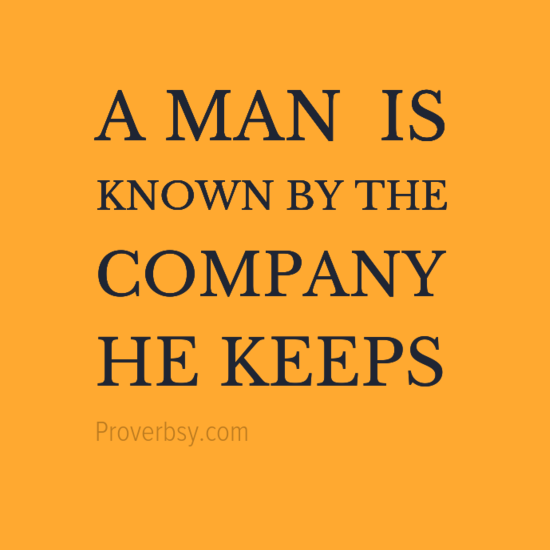 A MAN IS
KNOWN BY THE
COMPANY
HE KEEPS
Proverbsy.com